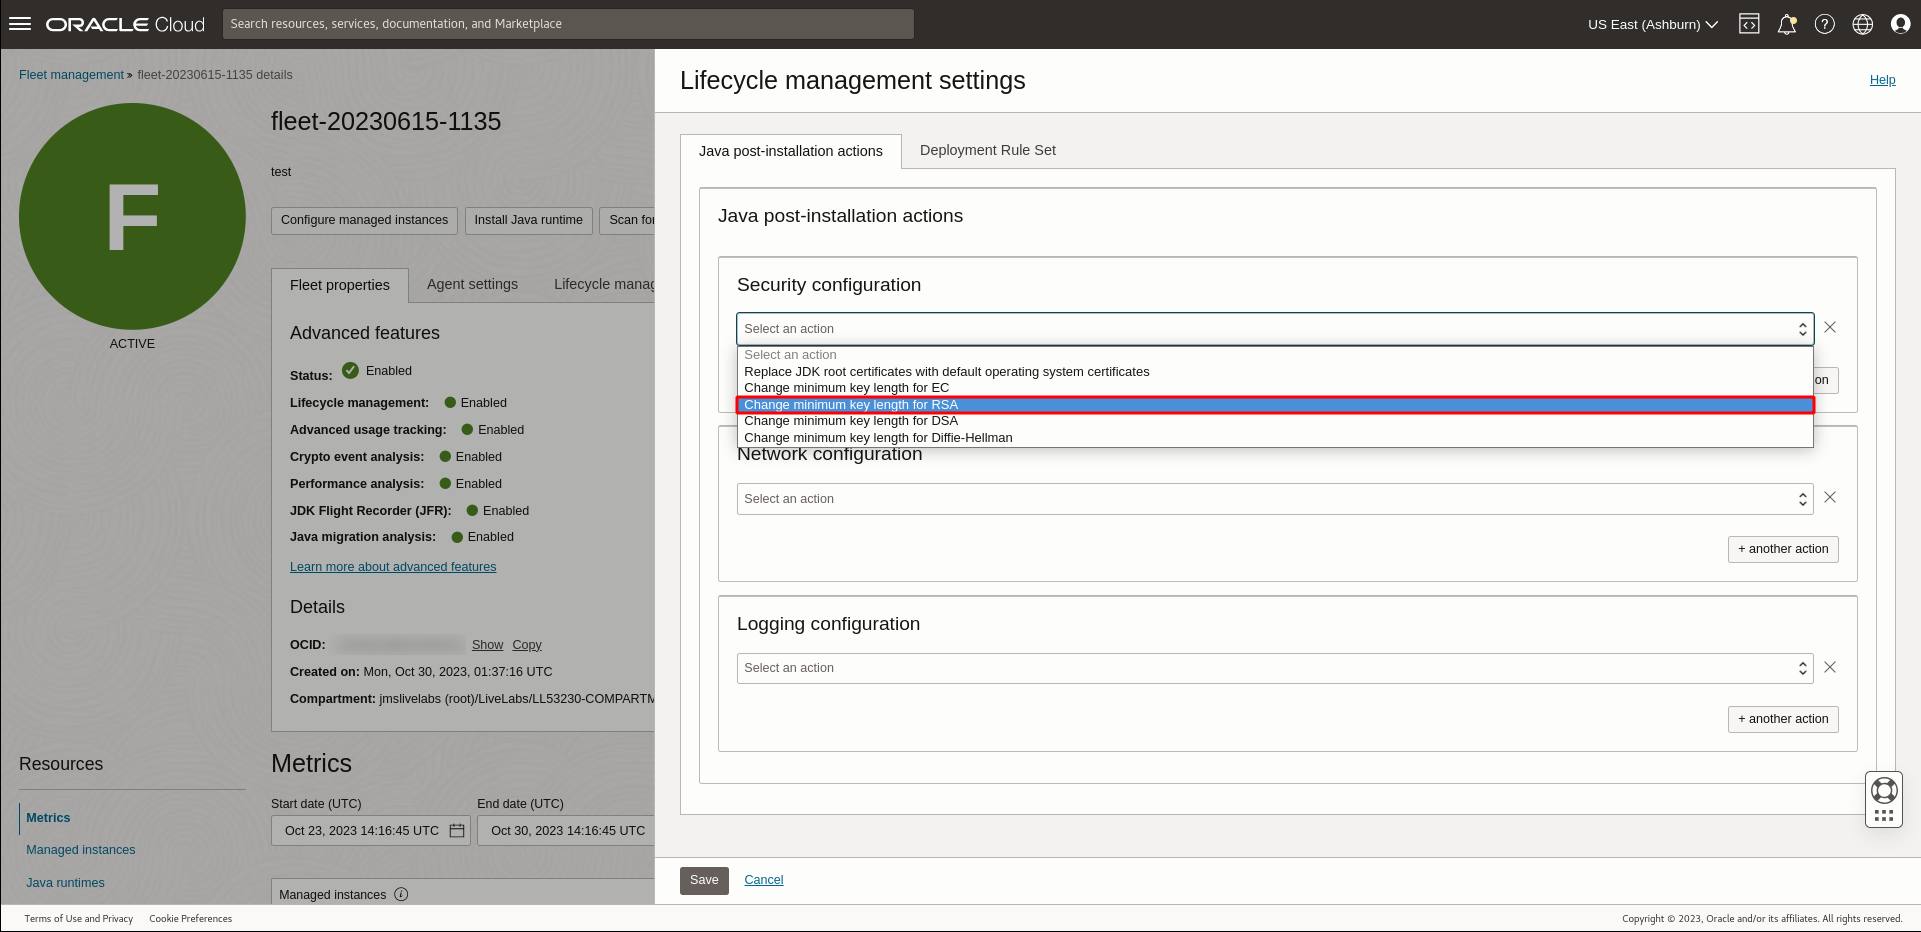 ORACLE Cloud
Search resources, services, documentation, and Marketplace
US East (Ashburn)
Fleet management » fleet-20230615-1135 details
F
ACTIVE
fleet-20230615-1135
test
Configure managed instances
Install Java runtime
Scan for
Fleet properties
Agent settings
Lifecycle manag
Advanced features
Status: Enabled
Lifecycle management: Enabled
Advanced usage tracking: Enabled
Crypto event analysis: Enabled
Performance analysis: Enabled
JDK Flight Recorder (JFR): Enabled
Java migration analysis: Enabled
Learn more about advanced features
Details
OCID: Show Copy
Created on: Mon, Oct 30, 2023, 01:37:16 UTC
Compartment: jmslivelabs (root)/LiveLabs/LL53230-COMPARTM
Resources
Metrics
Managed instances
Java runtimes
Metrics
Start date (UTC)
End date (UTC)
Oct 23, 2023 14:16:45 UTC
Oct 30, 2023 14:16:45 UTC
Managed instances
Lifecycle management settings
Help
Java post-installation actions
Deployment Rule Set
Java post-installation actions
Security configuration
Select an action
Select an action
Replace JDK root certificates with default operating system certificates
Change minimum key length for EC
Change minimum key length for RSA
Change minimum key length for DSA
Change minimum key length for Diffie-Hellman
on
Network configuration
Select an action
+ another action
Logging configuration
Select an action
+ another action
Save
Cancel
Terms of Use and Privacy
Cookie Preferences
Copyright © 2023, Oracle and/or its affiliates. All rights reserved.